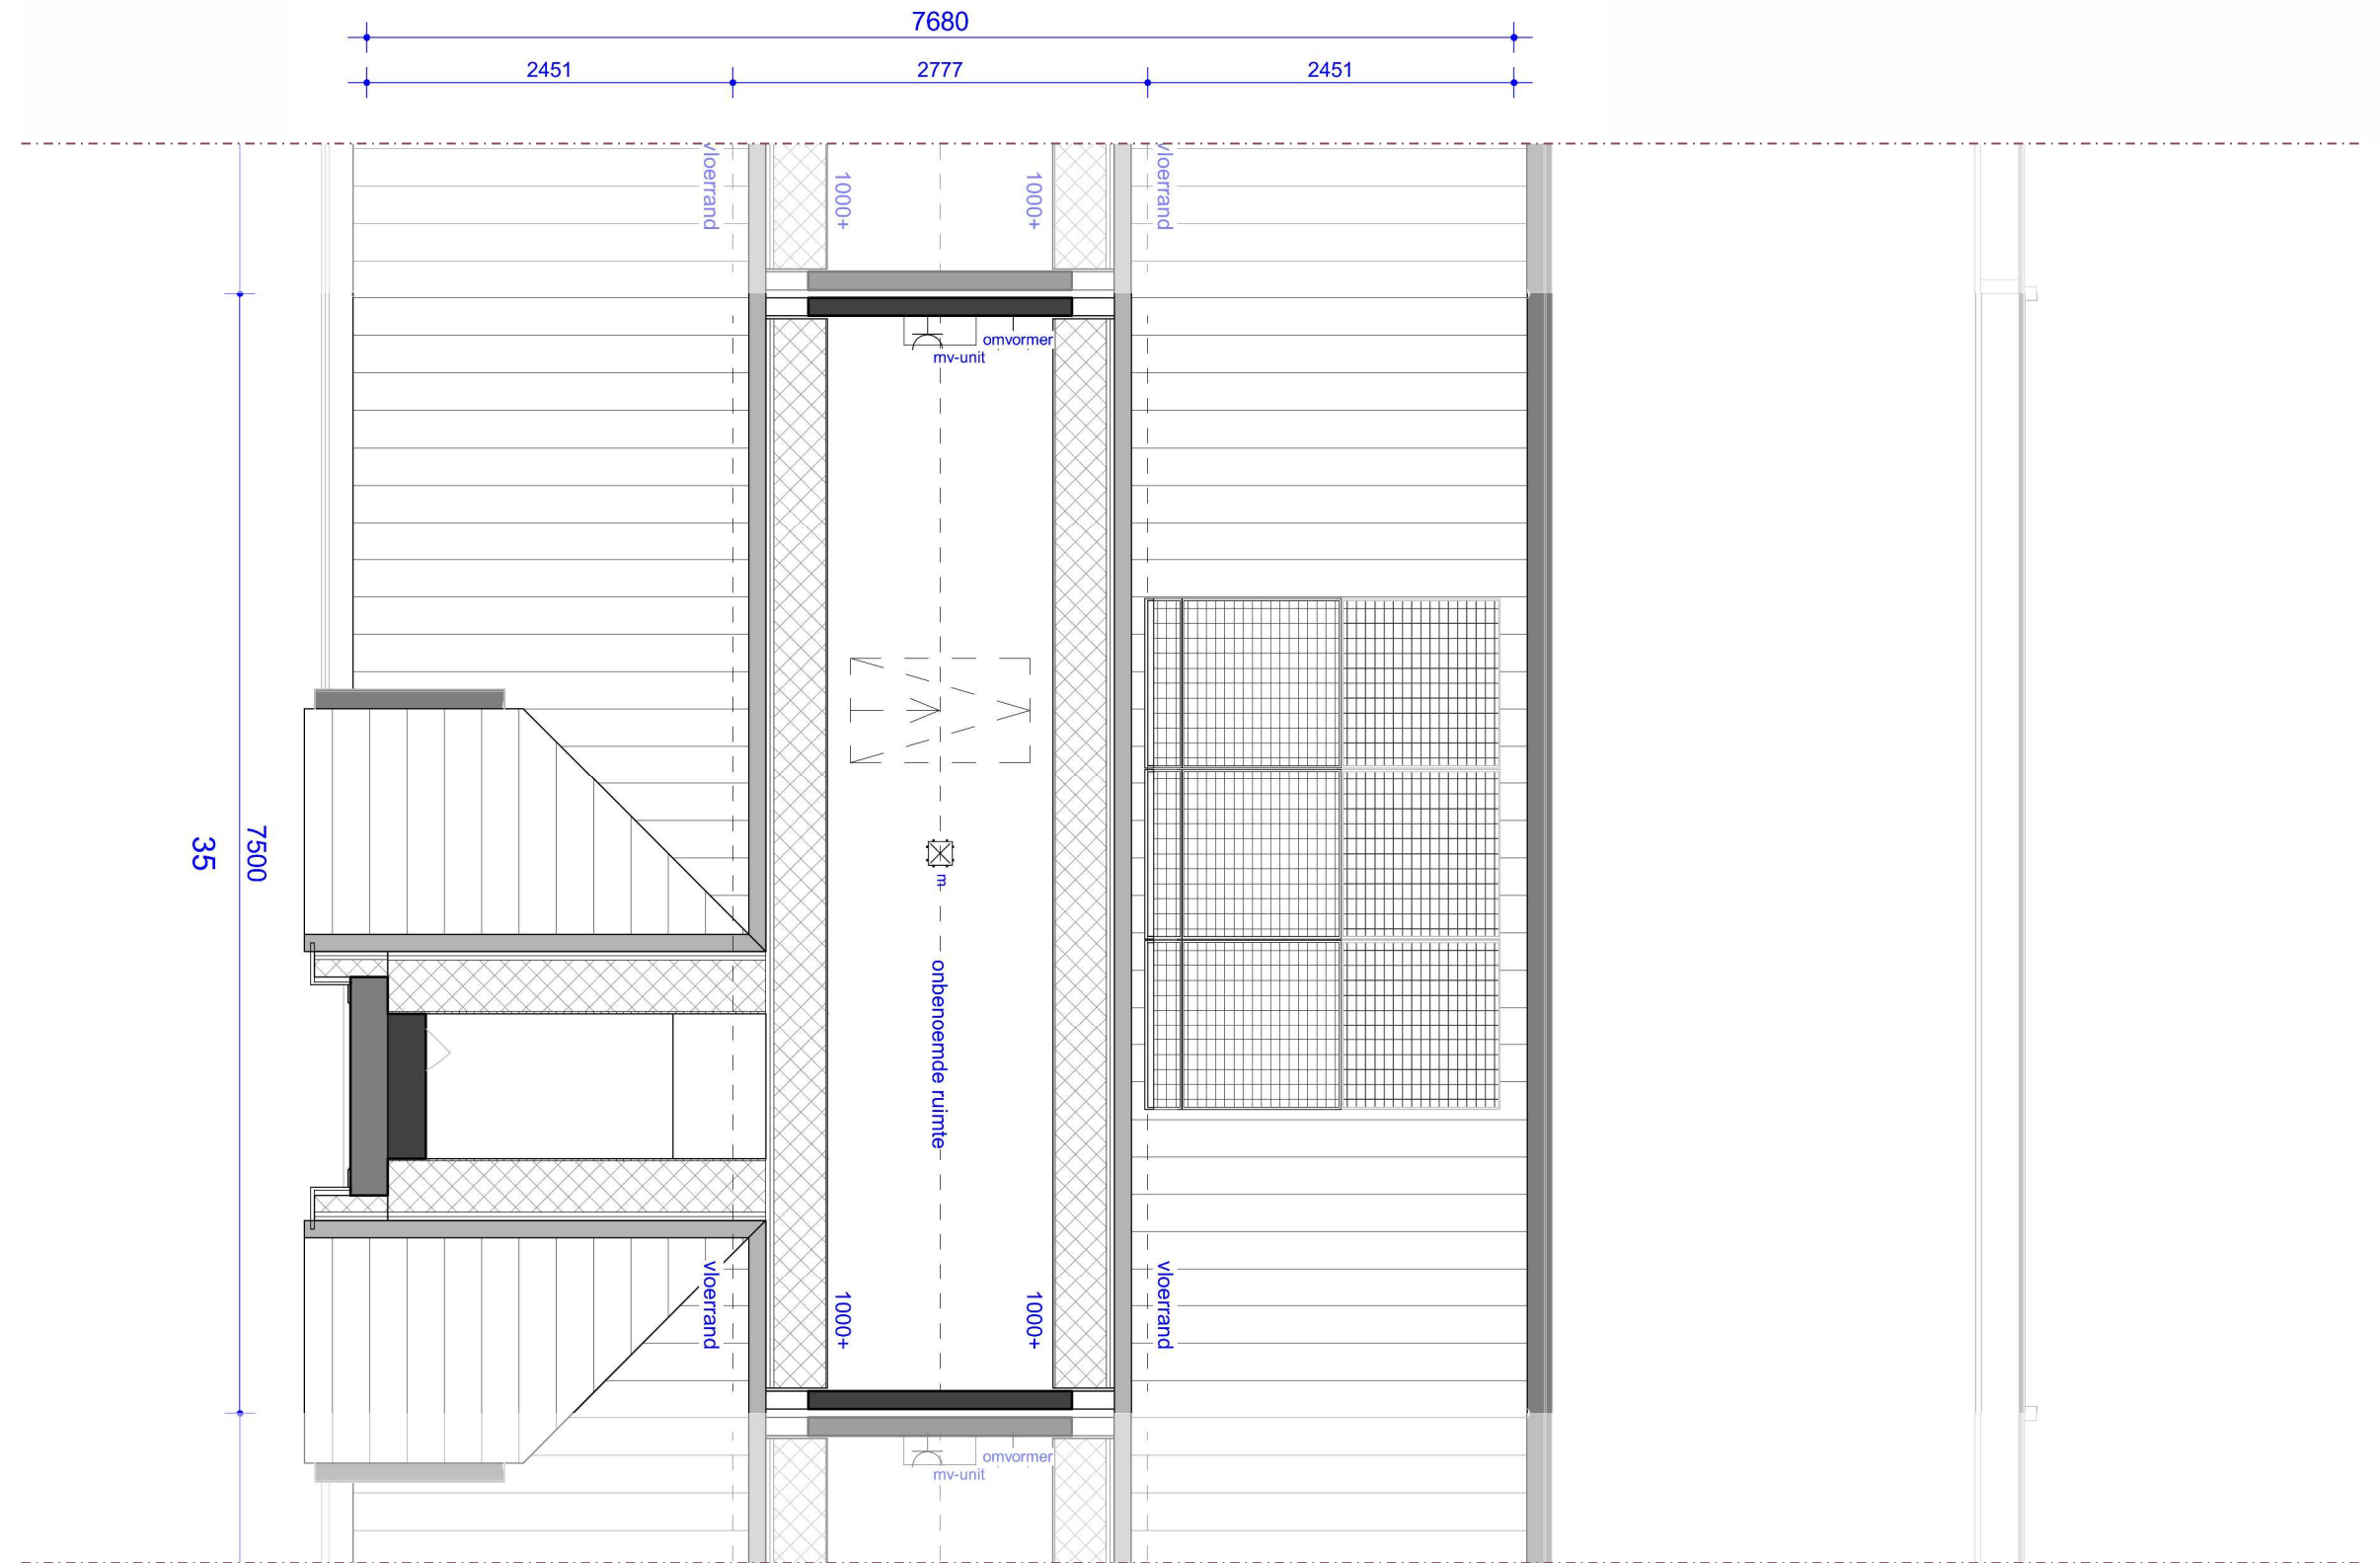 7680
2451
2777
2451
vloerrand
1000+
1000+
vloerrand
omvormer
mv-unit
35
7500
m
onbenoemde ruimte
vloerrand
1000+
1000+
vloerrand
omvormer
mv-unit